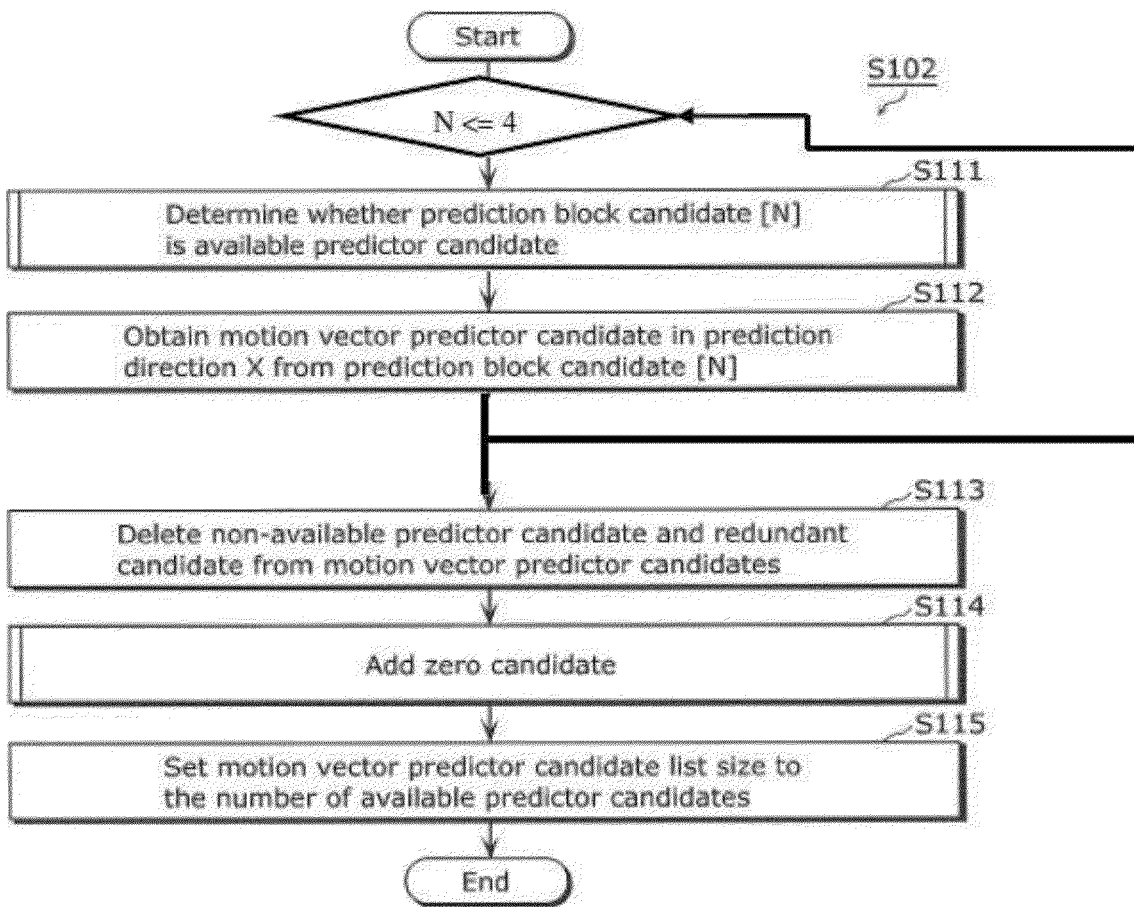 Start
S102
N <= 4
S111
Determine whether prediction block candidate [N]
is available predictor candidate
S112
Obtain motion vector predictor candidate in prediction
direction X from prediction block candidate [N]
S113
Delete non-available predictor candidate and redundant
candidate from motion vector predictor candidates
S114
Add zero candidate
S115
Set motion vector predictor candidate list size to
the number of available predictor candidates
End